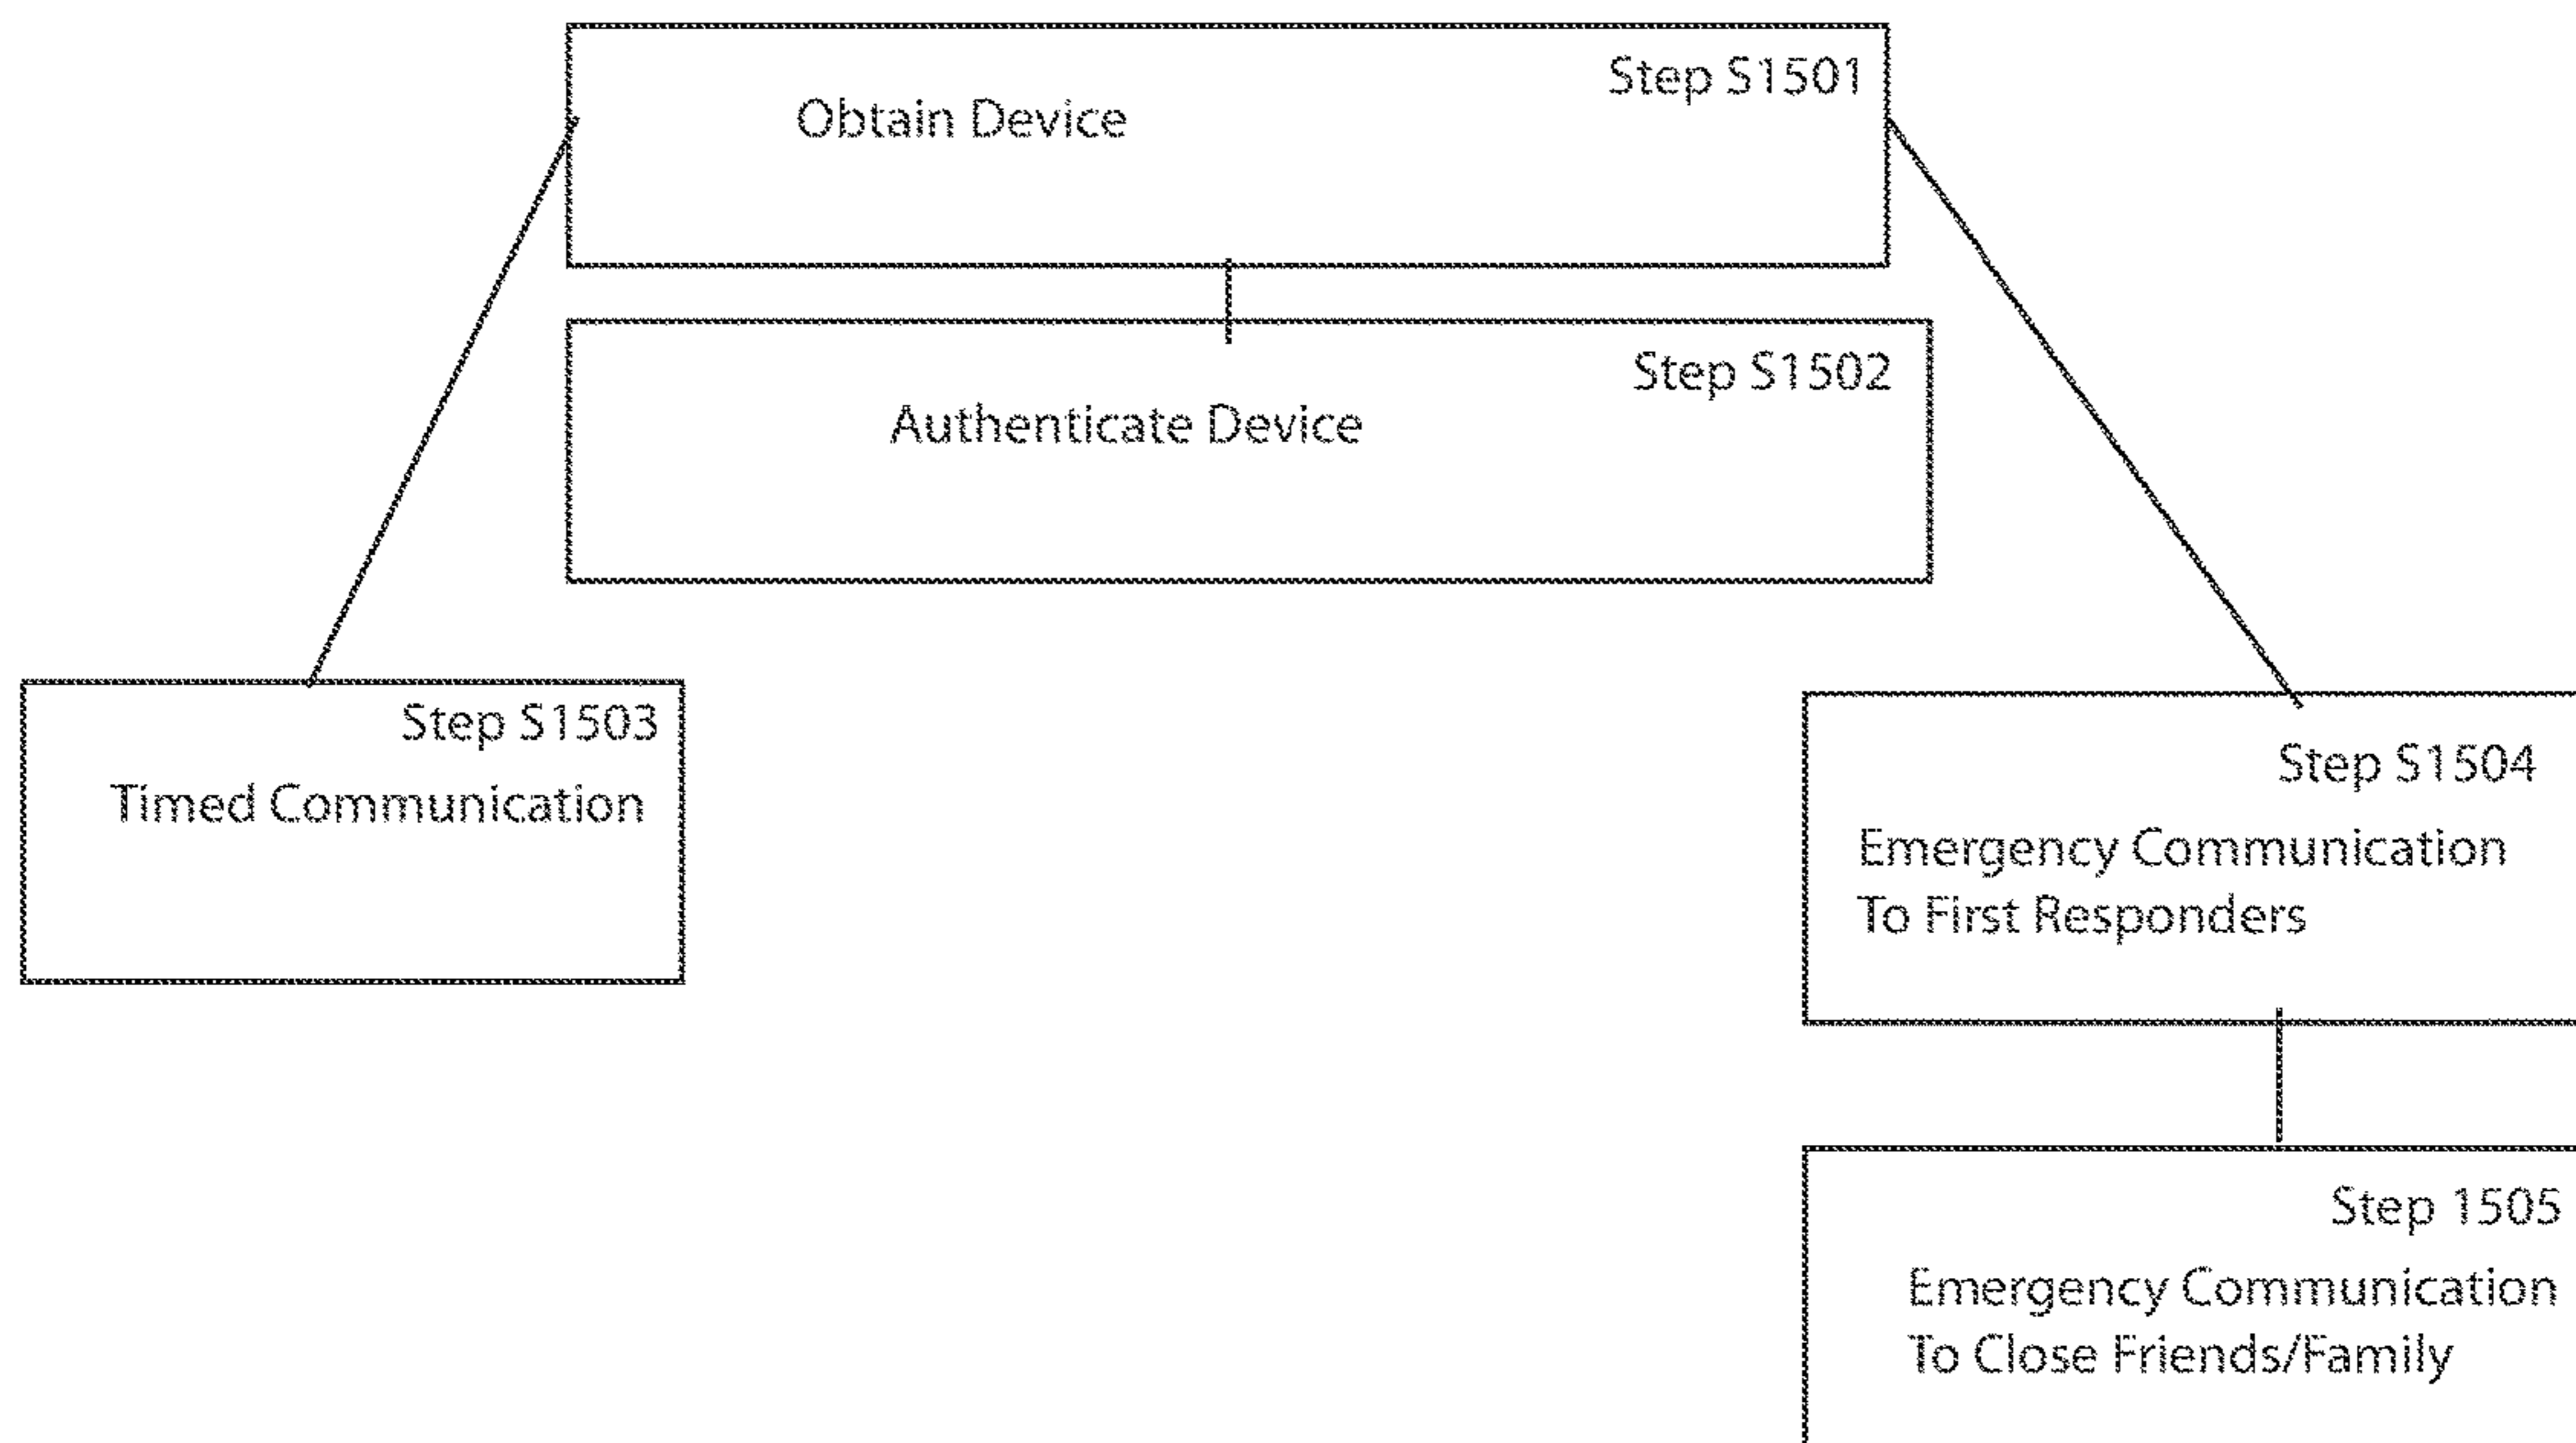 Step S1501
Obtain Device
Step S1502
Authenticate Device
Step S1503
Timed Communication
Step S1504
Emergency Communication
To First Responders
Step 1505
Emergency Communication
To Close Friends/Family